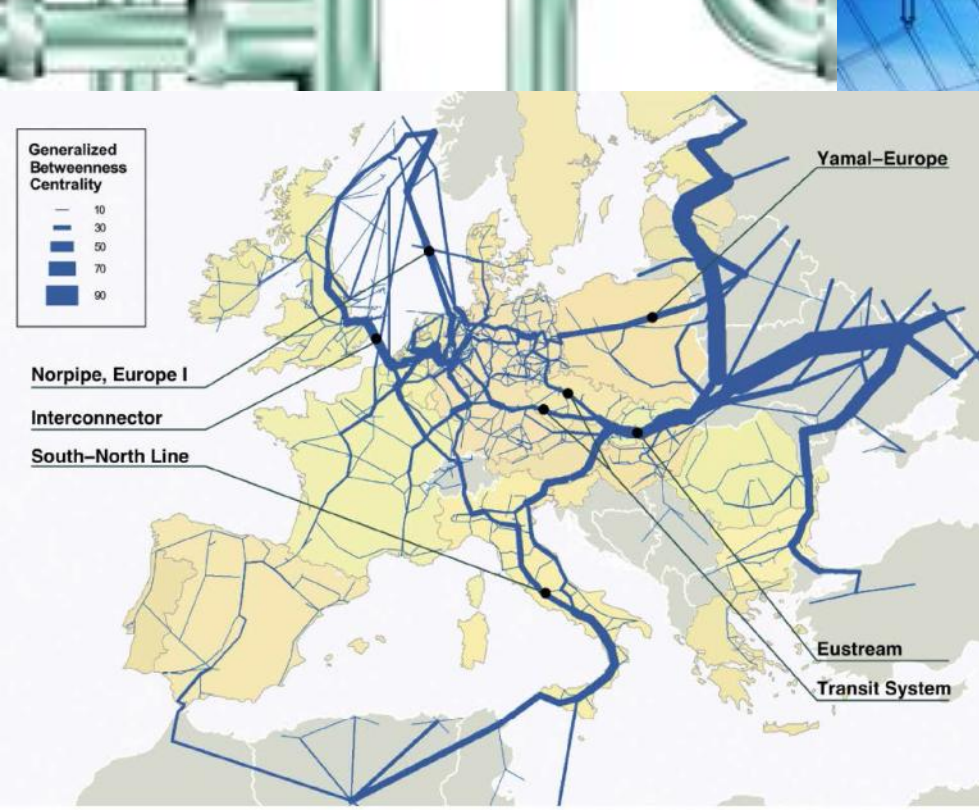 Generalized
Betweenness
Centrality
10
30
50
70
90
Yamal–Europe
Norpipe, Europe I
Interconnector
South–North Line
Eustream
Transit System